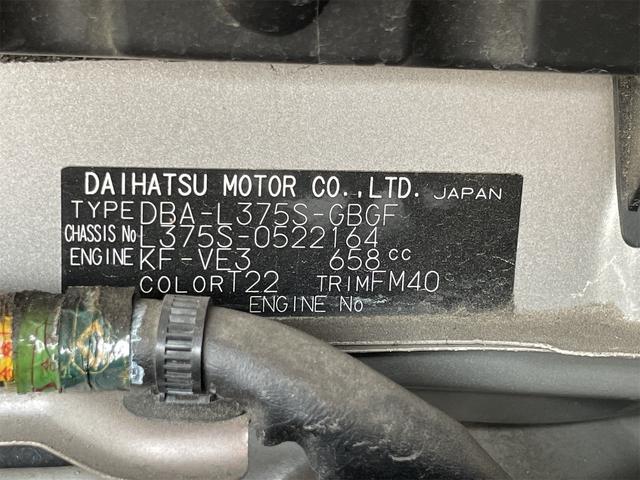 DAIHATSU MOTOR CO.,LTD. JAPAN
TYPE DBA-L375S-GBGF
CHASSIS No L375S-0522164
ENGINE KF-VE3 658 cc
COLOR T22 TRIM FM40
ENGINE No